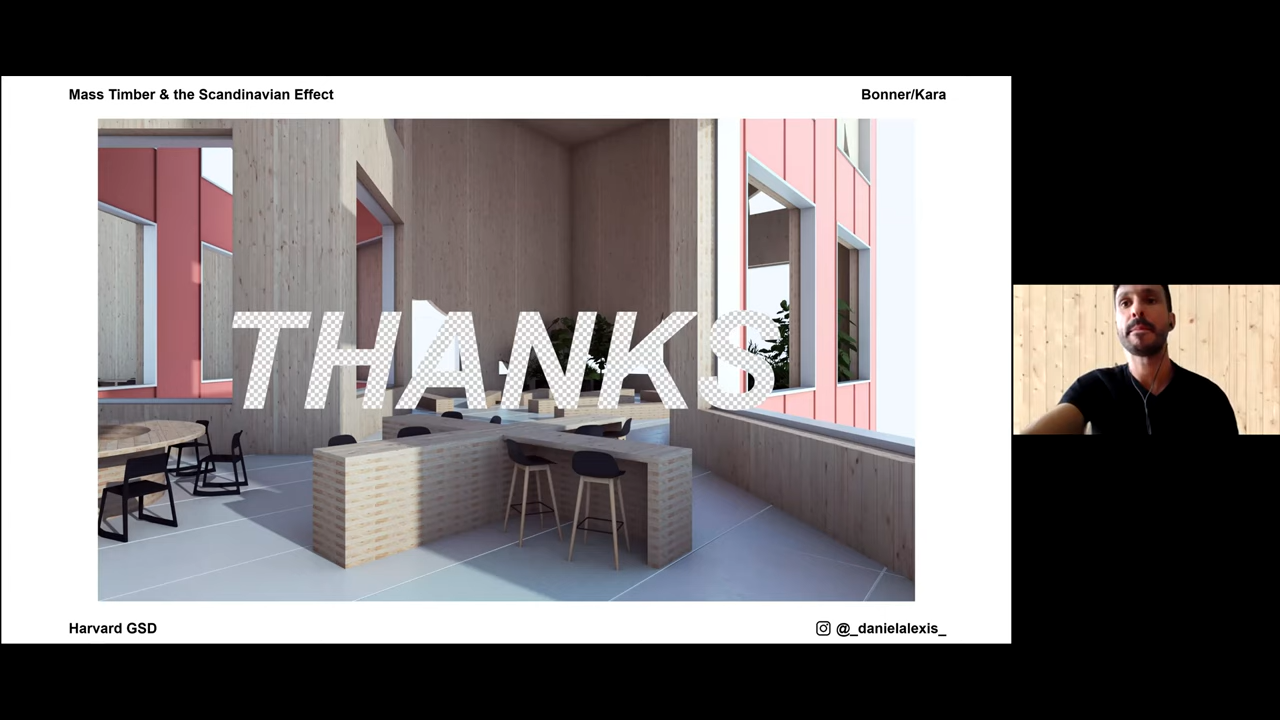 Mass Timber & the Scandinavian Effect
Bonner/Kara
THANKS
Harvard GSD
@_danielalexis_